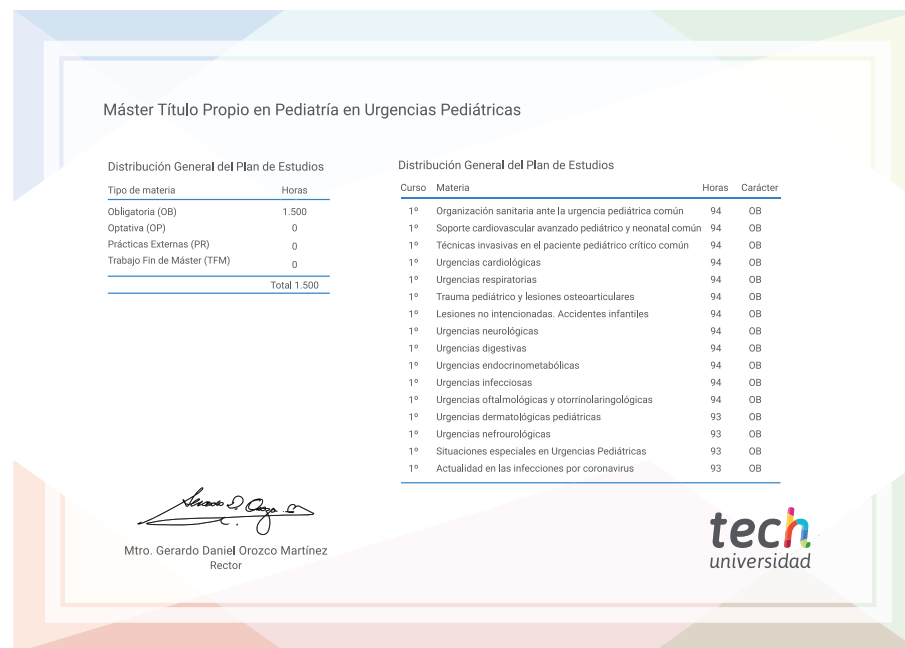 Máster Título Propio en Pediatría en Urgencias Pediátricas
Distribución General del Plan de Estudios
Tipo de materia Horas
Obligatoria (OB) 1.500
Optativa (OP) 0
Prácticas Externas (PR) 0
Trabajo Fin de Máster (TFM) 0
Total 1.500
Distribución General del Plan de Estudios
Curso Materia Horas Carácter
1º Organización sanitaria ante la urgencia pediátrica común 94 OB
1º Soporte cardiovascular avanzado pediátrico y neonatal común 94 OB
1º Técnicas invasivas en el paciente pediátrico crítico común 94 OB
1º Urgencias cardiológicas 94 OB
1º Urgencias respiratorias 94 OB
1º Trauma pediátrico y lesiones osteoarticulares 94 OB
1º Lesiones no intencionadas. Accidentes infantiles 94 OB
1º Urgencias neurológicas 94 OB
1º Urgencias digestivas 94 OB
1º Urgencias endocrinometabólicas 94 OB
1º Urgencias infecciosas 94 OB
1º Urgencias oftalmológicas y otorrinolaringológicas 94 OB
1º Urgencias dermatológicas pediátricas 93 OB
1º Urgencias nefrourológicas 93 OB
1º Situaciones especiales en Urgencias Pediátricas 93 OB
1º Actualidad en las infecciones por coronavirus 93 OB
Mtro. Gerardo Daniel Orozco Martínez
Rector
tech
universidad